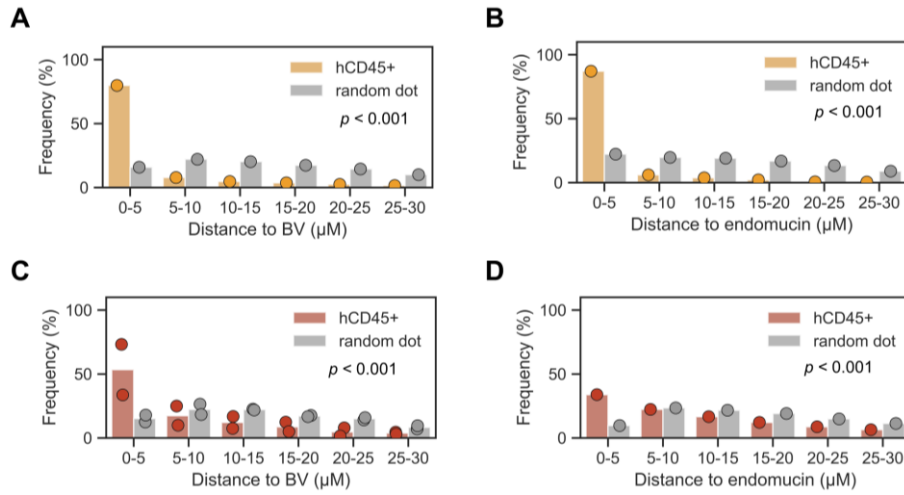 A
Frequency (%)
100
50
0
hCD45+
random dot
p < 0.001
0-5 5-10 10-15 15-20 20-25 25-30
Distance to BV (µM)
B
Frequency (%)
100
50
0
hCD45+
random dot
p < 0.001
0-5 5-10 10-15 15-20 20-25 25-30
Distance to endomucin (µM)
C
Frequency (%)
100
50
0
hCD45+
random dot
p < 0.001
0-5 5-10 10-15 15-20 20-25 25-30
Distance to BV (µM)
D
Frequency (%)
100
50
0
hCD45+
random dot
p < 0.001
0-5 5-10 10-15 15-20 20-25 25-30
Distance to endomucin (µM)